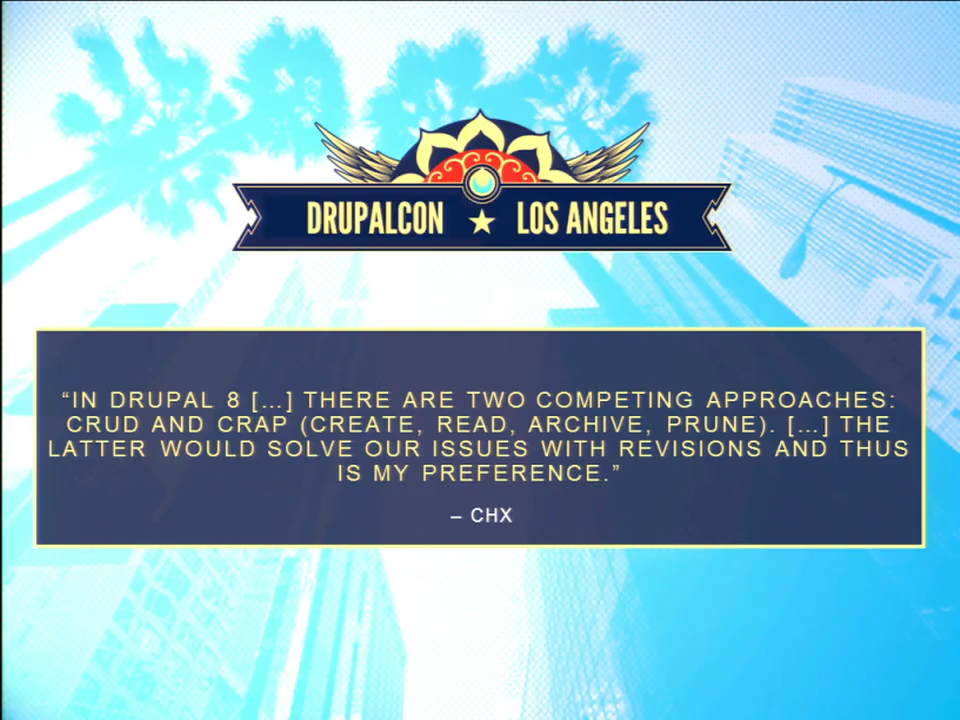 DRUPALCON ★ LOS ANGELES
“IN DRUPAL 8 […] THERE ARE TWO COMPETING APPROACHES:
CRUD AND CRAP (CREATE, READ, ARCHIVE, PRUNE). […] THE
LATTER WOULD SOLVE OUR ISSUES WITH REVISIONS AND THUS
IS MY PREFERENCE.”
– CHX